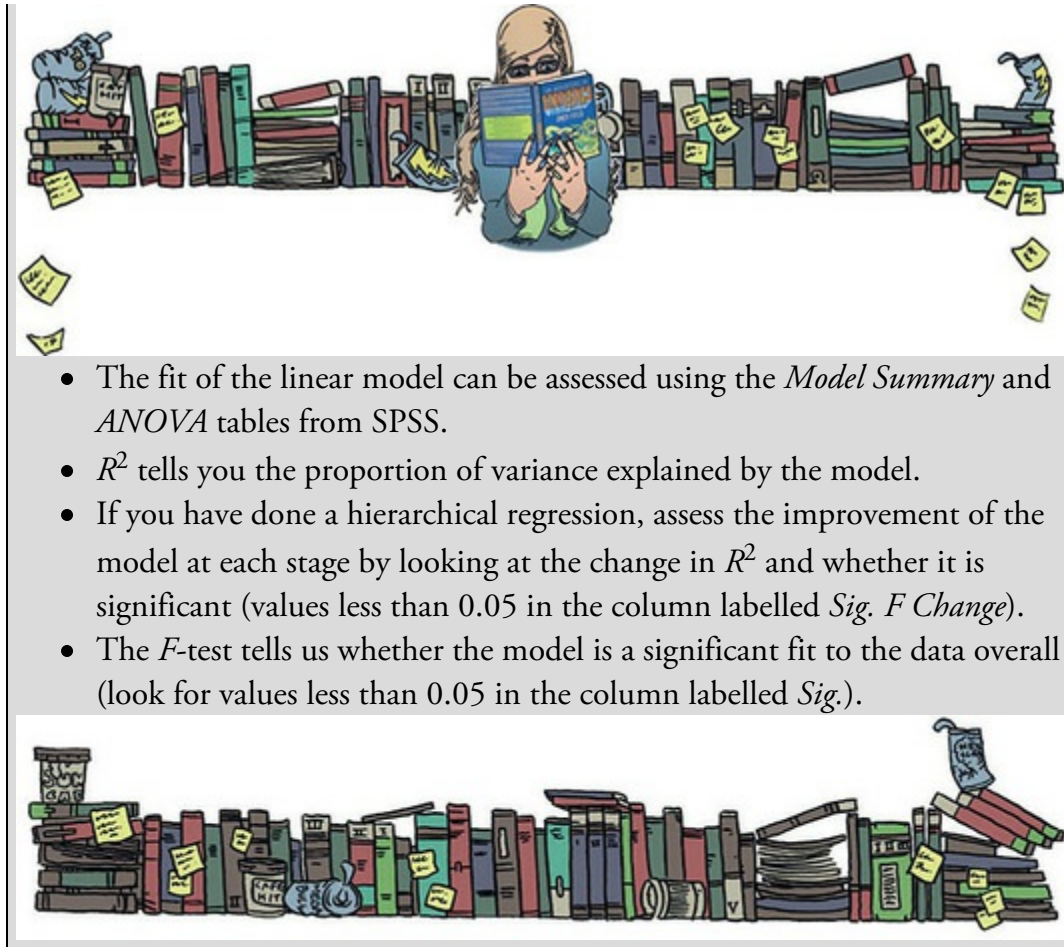 • The fit of the linear model can be assessed using the Model Summary and
ANOVA tables from SPSS.
• R² tells you the proportion of variance explained by the model.
• If you have done a hierarchical regression, assess the improvement of the
model at each stage by looking at the change in R² and whether it is
significant (values less than 0.05 in the column labelled Sig. F Change).
• The F-test tells us whether the model is a significant fit to the data overall
(look for values less than 0.05 in the column labelled Sig.).